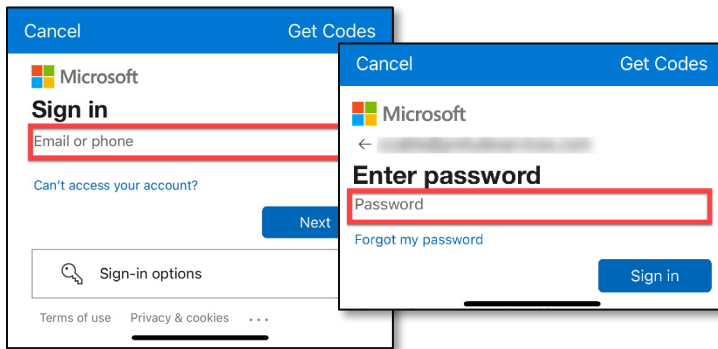 Cancel Get Codes
Microsoft
Sign in
Email or phone
Can't access your account?
Next
Sign-in options
Terms of use Privacy & cookies ...
Cancel Get Codes
Microsoft
←
Enter password
Password
Forgot my password
Sign in